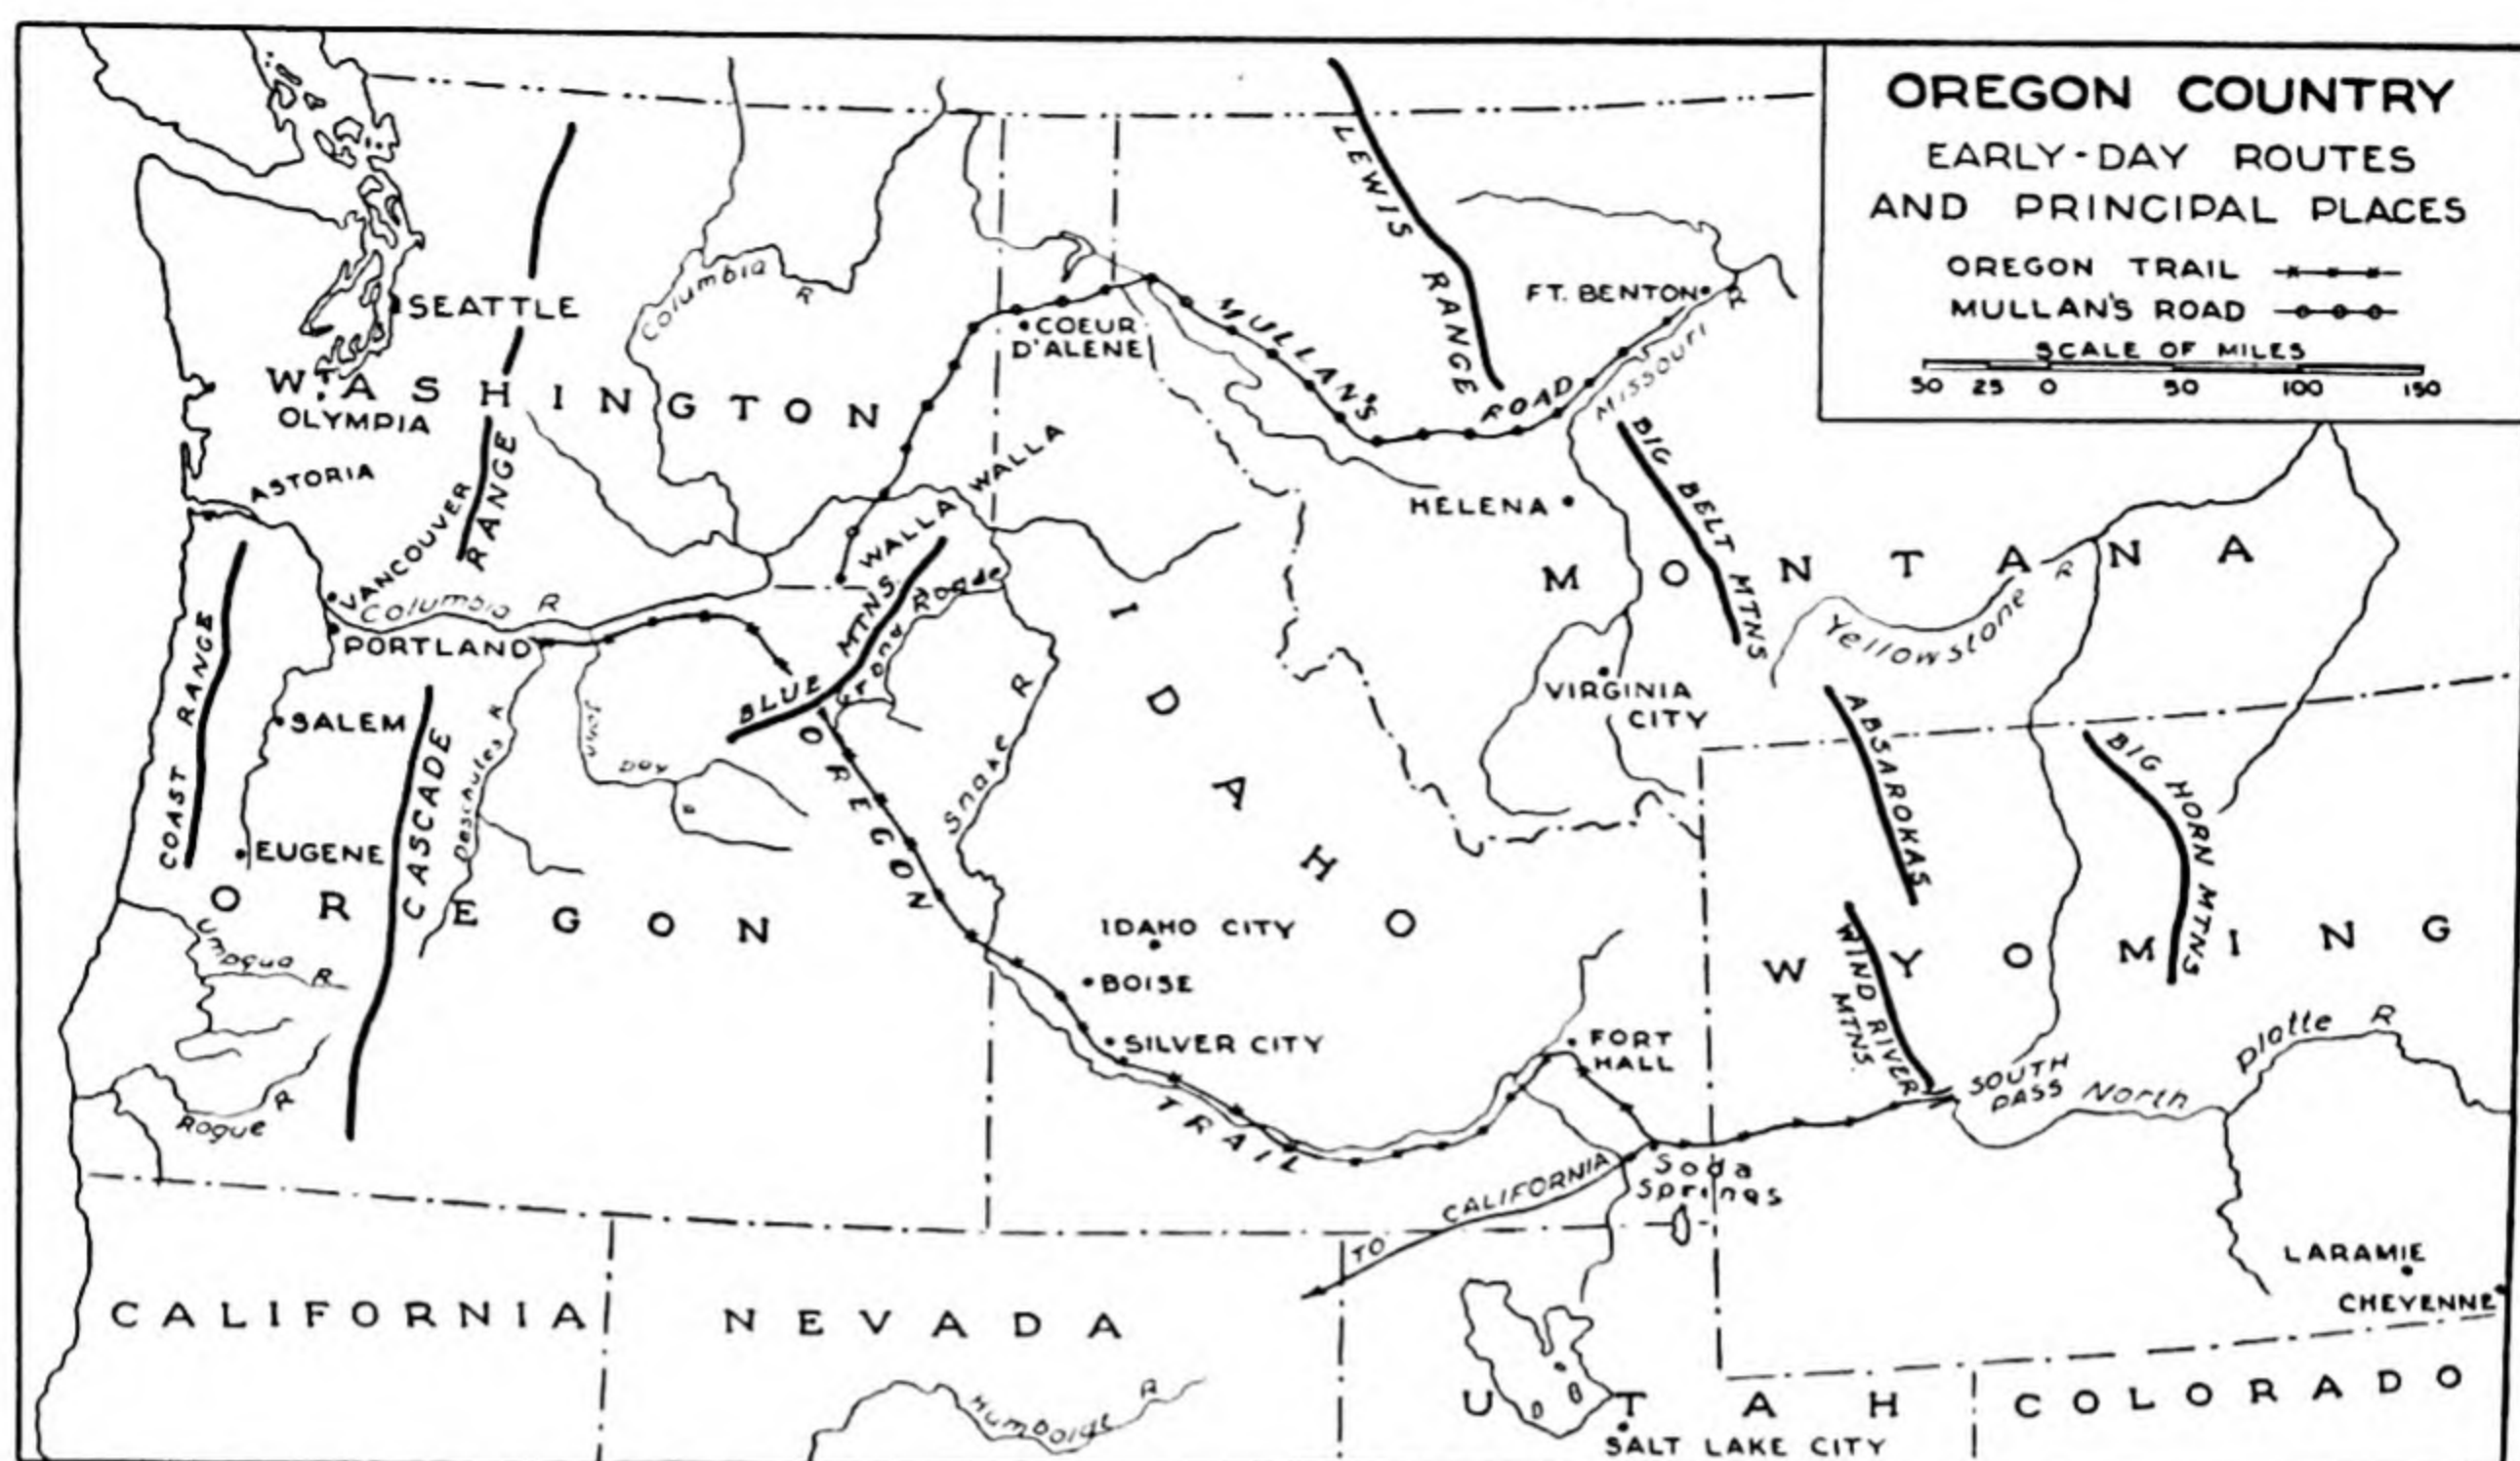 OREGON COUNTRY
EARLY-DAY ROUTES
AND PRINCIPAL PLACES
OREGON TRAIL
MULLAN'S ROAD
SCALE OF MILES
50 25 0 50 100 150
LEWIS RANGE
FT. BENTON
Columbia R
SEATTLE
COEUR
D'ALENE
MULLAN'S ROAD
Missouri R
WASHINGTON
OLYMPIA
ASTORIA
VANCOUVER
RANGE
WALLA WALLA
HELENA
BIG BELT MTNS
MONTANA
Columbia R
PORTLAND
BLUE MTNS.
Grond Ronde
Yellowstone R
COAST RANGE
SALEM
CASCADE
Deschutes R
John Day R
Snake R
IDAHO
VIRGINIA
CITY
ABSAROKAS
BIG HORN MTNS
EUGENE
OREGON
OREGON TRAIL
IDAHO CITY
BOISE
SILVER CITY
WYOMING
WIND RIVER
MTNS.
Umpqua R
Rogue R
FORT
HALL
SOUTH
PASS
North Platte R
Soda
Springs
TO CALIFORNIA
LARAMIE
CHEYENNE
CALIFORNIA
NEVADA
Humboldt R
UTAH
COLORADO
SALT LAKE CITY